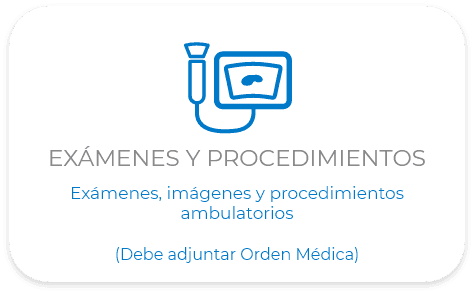 EXÁMENES Y PROCEDIMIENTOS
Exámenes, imágenes y procedimientos
ambulatorios
(Debe adjuntar Orden Médica)